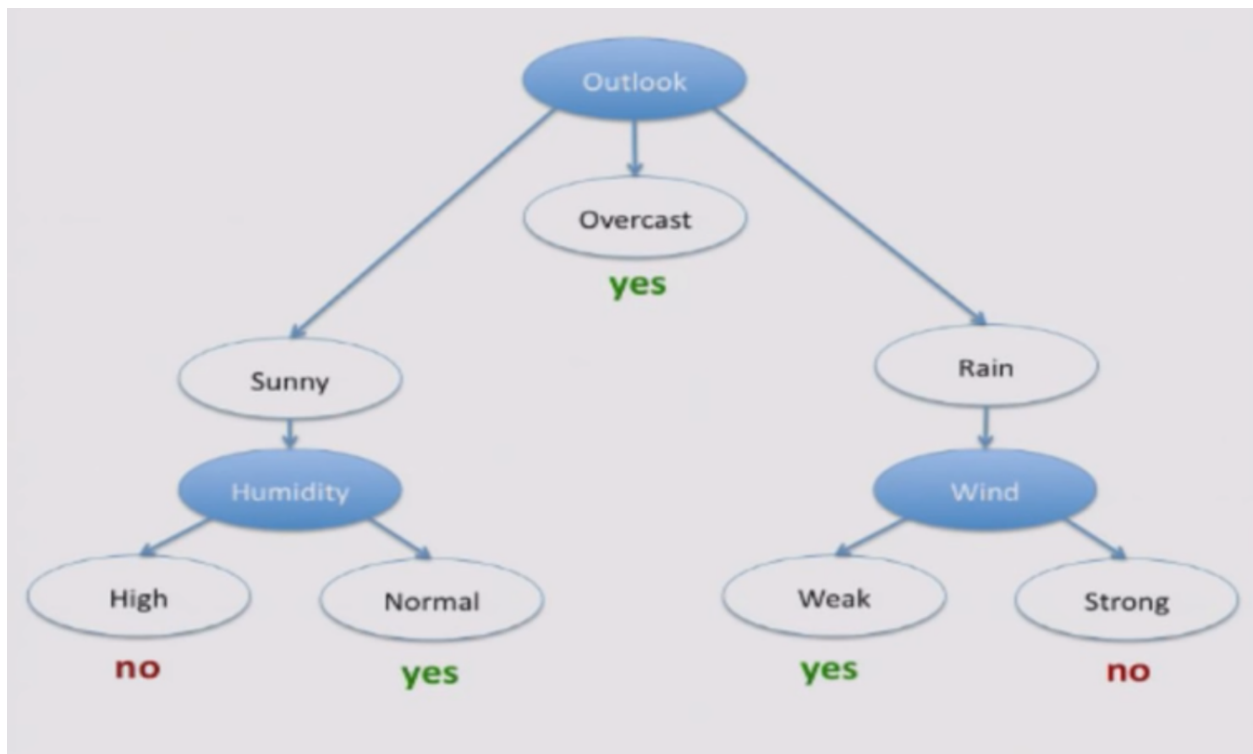 Outlook
Overcast
yes
Sunny
Rain
Humidity
Wind
High
Normal
Weak
Strong
no
yes
yes
no